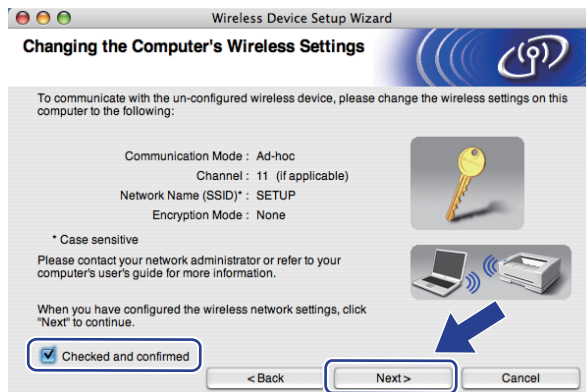 Wireless Device Setup Wizard
Changing the Computer's Wireless Settings
To communicate with the un-configured wireless device, please change the wireless settings on this
computer to the following:
Communication Mode : Ad-hoc
Channel : 11 (if applicable)
Network Name (SSID)* : SETUP
Encryption Mode : None
* Case sensitive
Please contact your network administrator or refer to your
computer's user's guide for more information.
When you have configured the wireless network settings, click
"Next" to continue.
Checked and confirmed
< Back
Next >
Cancel